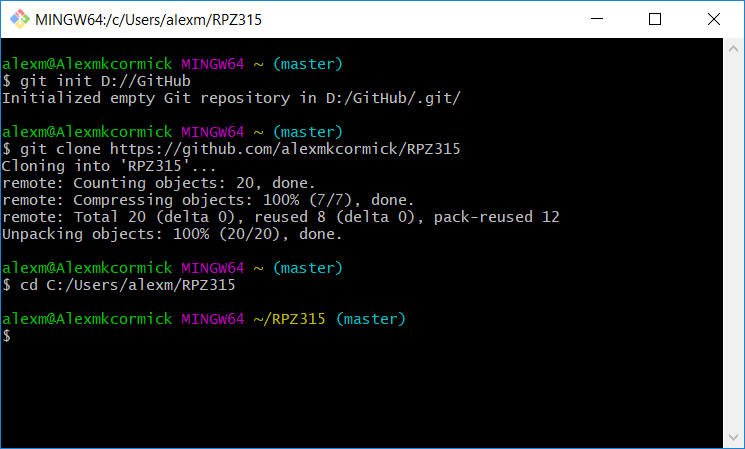 MINGW64:/c/Users/alexm/RPZ315
alexm@Alexmkcormick MINGW64 ~ (master)
$ git init D://GitHub
Initialized empty Git repository in D:/GitHub/.git/
alexm@Alexmkcormick MINGW64 ~ (master)
$ git clone https://github.com/alexmkcormick/RPZ315
Cloning into 'RPZ315'...
remote: Counting objects: 20, done.
remote: Compressing objects: 100% (7/7), done.
remote: Total 20 (delta 0), reused 8 (delta 0), pack-reused 12
Unpacking objects: 100% (20/20), done.
alexm@Alexmkcormick MINGW64 ~ (master)
$ cd C:/Users/alexm/RPZ315
alexm@Alexmkcormick MINGW64 ~/RPZ315 (master)
$